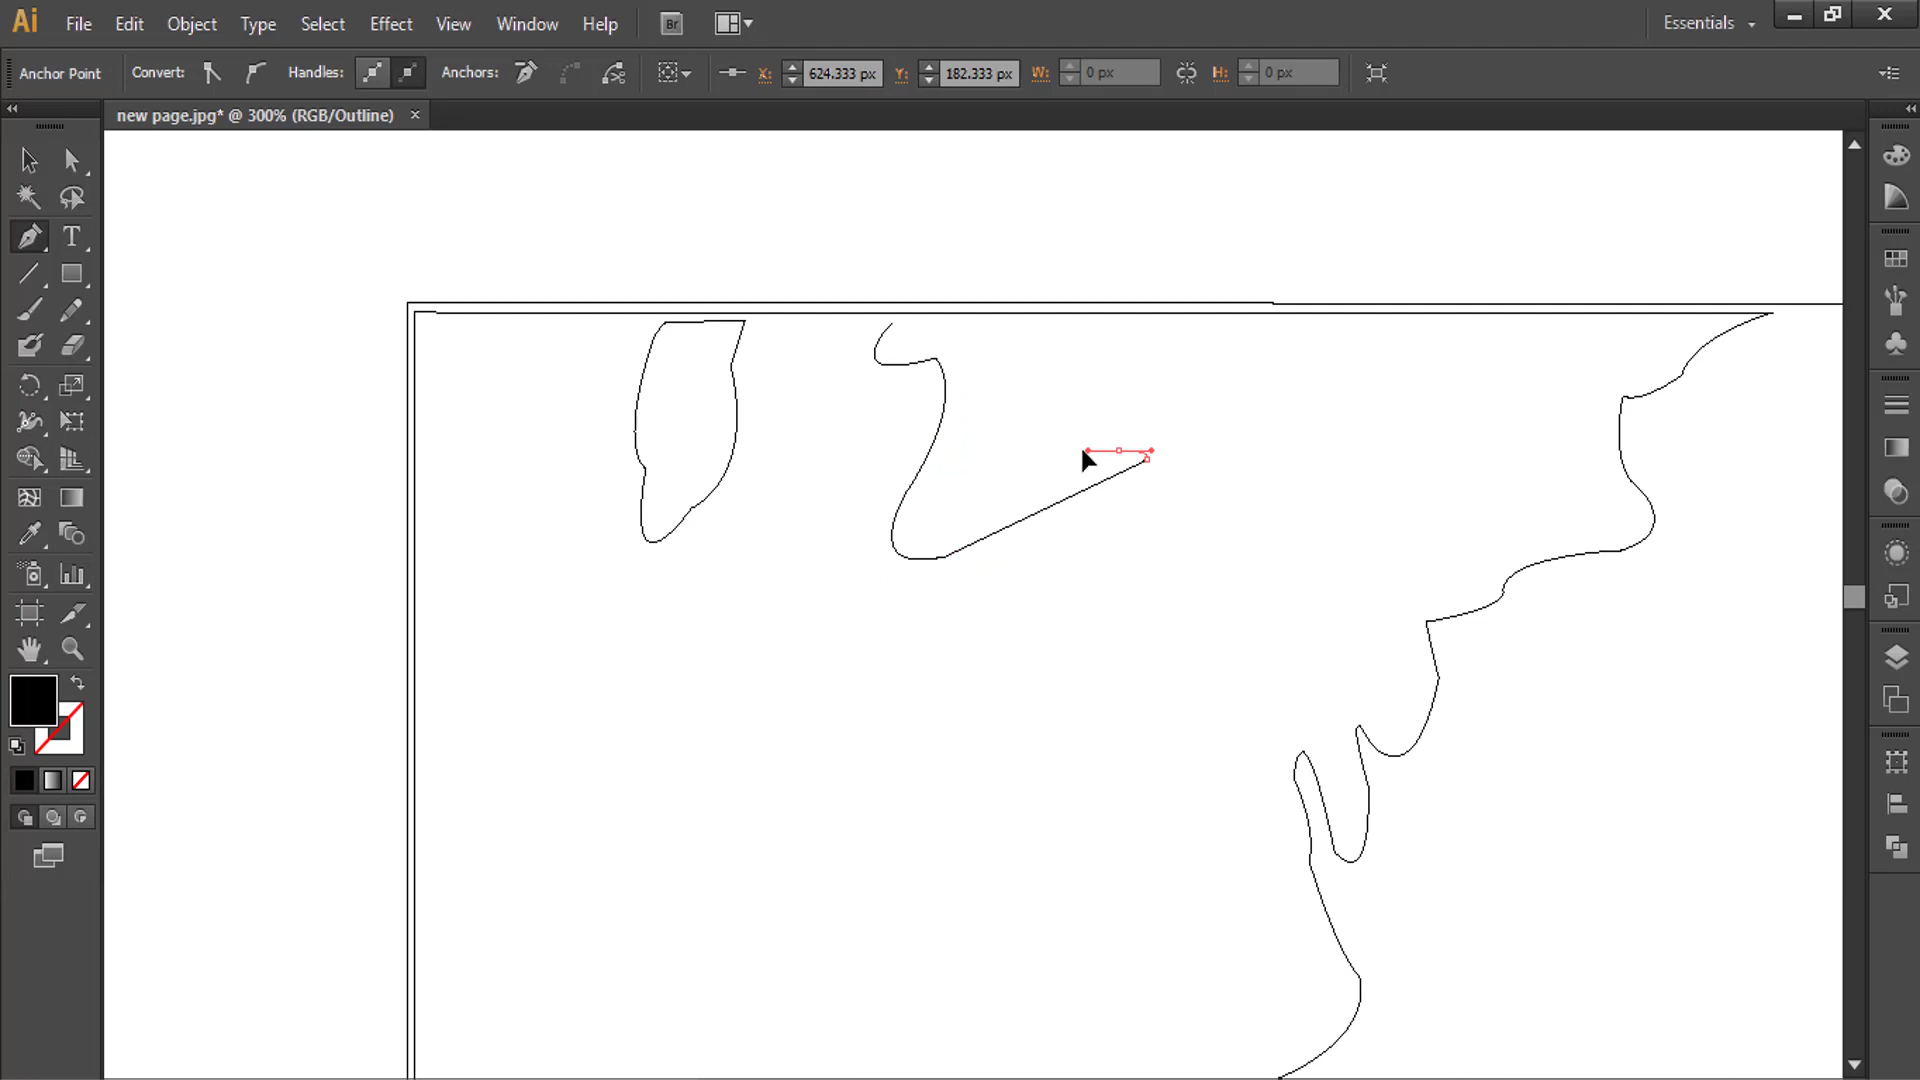 Ai File Edit Object Type Select Effect View Window Help Br Essentials
Anchor Point Convert: Handles: Anchors: X: 624.333 px Y: 182.333 px W: 0 px H: 0 px
new page.jpg* @ 300% (RGB/Outline) ×
T